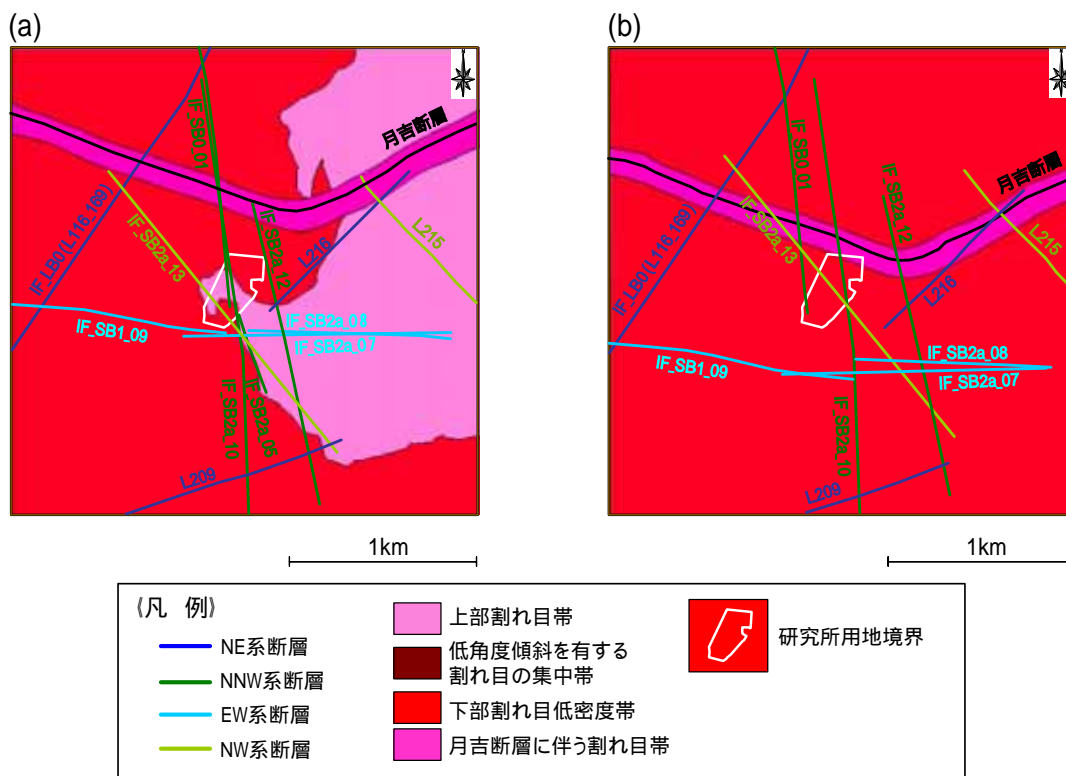 (a)
月吉断層
IF_SB0_01
IF_LB0(L116_169)
IF_SB2a_13
IF_SB2a_12
L216
L215
IF_SB1_09
IF_SB2a_08
IF_SB2a_07
IF_SB2a_10
IF_SB2a_05
L209
1km
(b)
月吉断層
IF_SB0_01
IF_LB0(L116_169)
IF_SB2a_13
IF_SB2a_12
L216
L215
IF_SB1_09
IF_SB2a_08
IF_SB2a_07
IF_SB2a_10
L209
1km
《凡 例》
NE系断層
NNW系断層
EW系断層
NW系断層
上部割れ目帯
低角度傾斜を有する
割れ目の集中帯
下部割れ目低密度帯
月吉断層に伴う割れ目帯
研究所用地境界